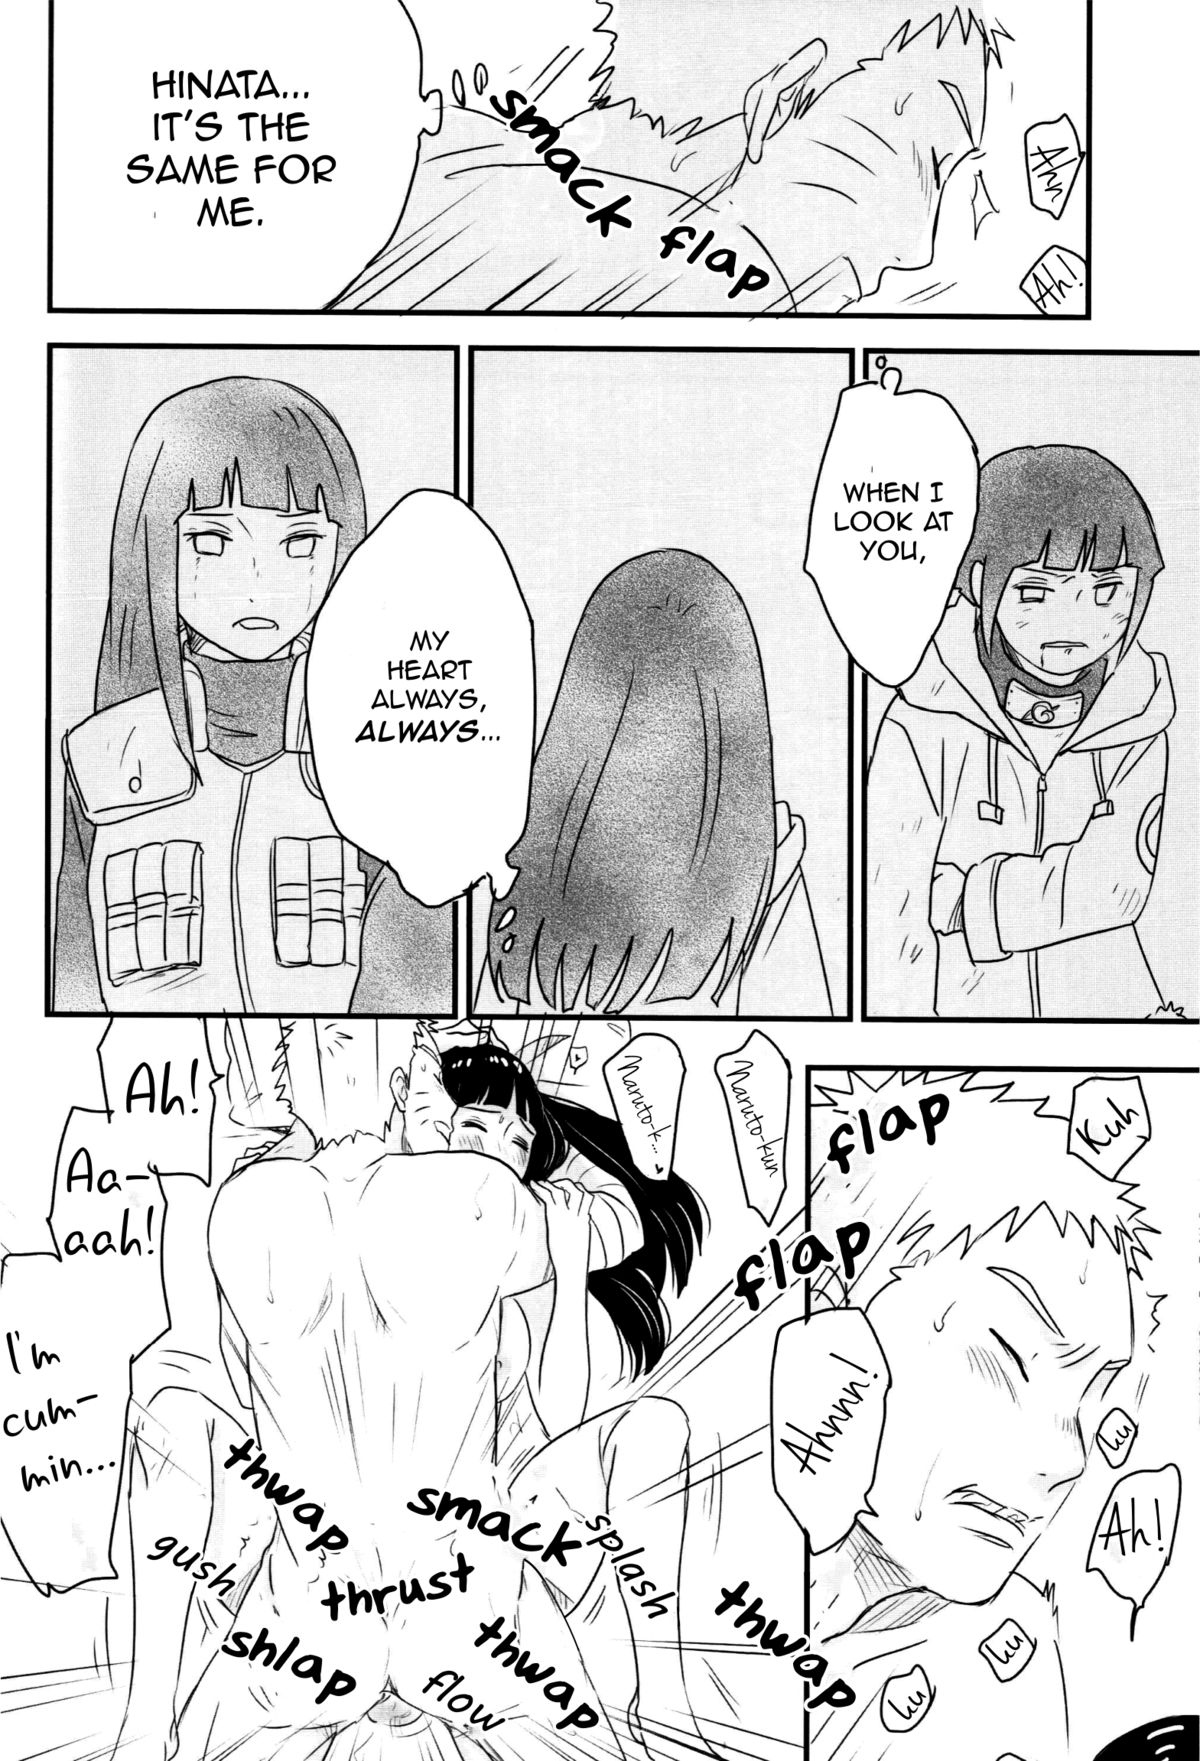 HINATA...
IT'S THE
SAME FOR
ME.
smack
flap
Ahn
Ah!
WHEN I
LOOK AT
YOU,
MY
HEART
ALWAYS,
ALWAYS...
Kuh
flap
flap
Ahnnn!
Ah!
thwap
Naruto-kun
Naruto-k...
Ah!
Aa-
aah!
I'm
cum-
min...
thwap
smack
splash
gush
thrust
thwap
shlap
flow